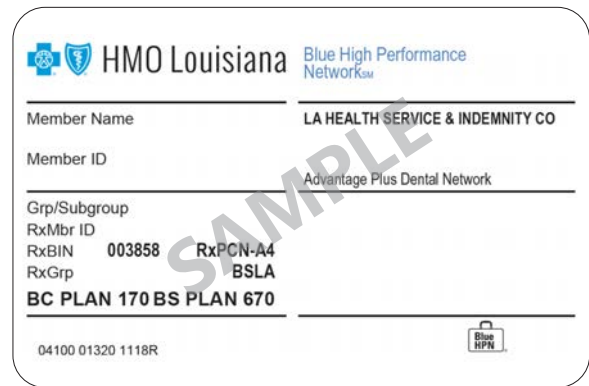 HMO Louisiana
Blue High Performance
NetworkSM
Member Name
Member ID
LA HEALTH SERVICE & INDEMNITY CO
Advantage Plus Dental Network
Grp/Subgroup
RxMbr ID
RxBIN 003858 RxPCN-A4
RxGrp BSLA
BC PLAN 170 BS PLAN 670
04100 01320 1118R
Blue
HPN
SAMPLE